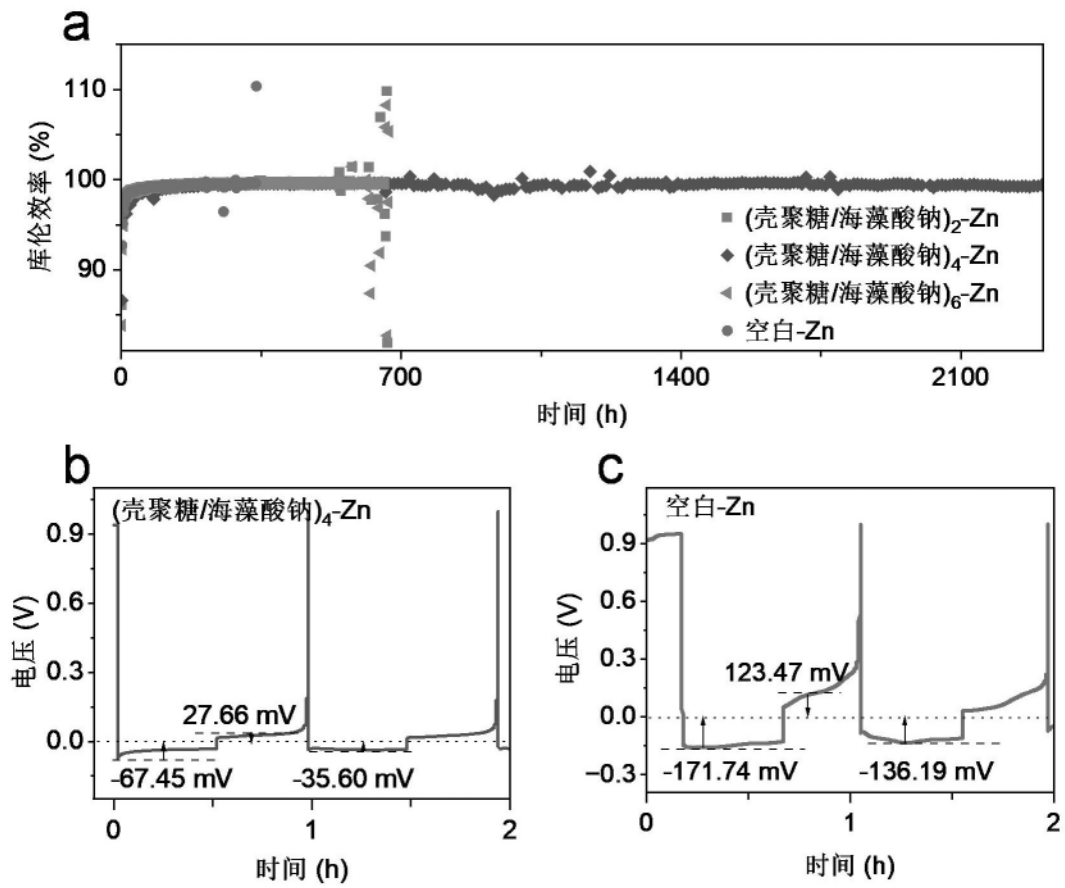 a
库伦效率 (%)
110
100
90
(壳聚糖/海藻酸钠)2-Zn
(壳聚糖/海藻酸钠)4-Zn
(壳聚糖/海藻酸钠)6-Zn
空白-Zn
0 700 1400 2100
时间 (h)
b
(壳聚糖/海藻酸钠)4-Zn
电压 (V)
0.9
0.6
0.3
0.0
27.66 mV
-67.45 mV
-35.60 mV
0 1 2
时间 (h)
c
空白-Zn
电压 (V)
0.9
0.6
0.3
0.0
−0.3
123.47 mV
-171.74 mV
-136.19 mV
0 1 2
时间 (h)